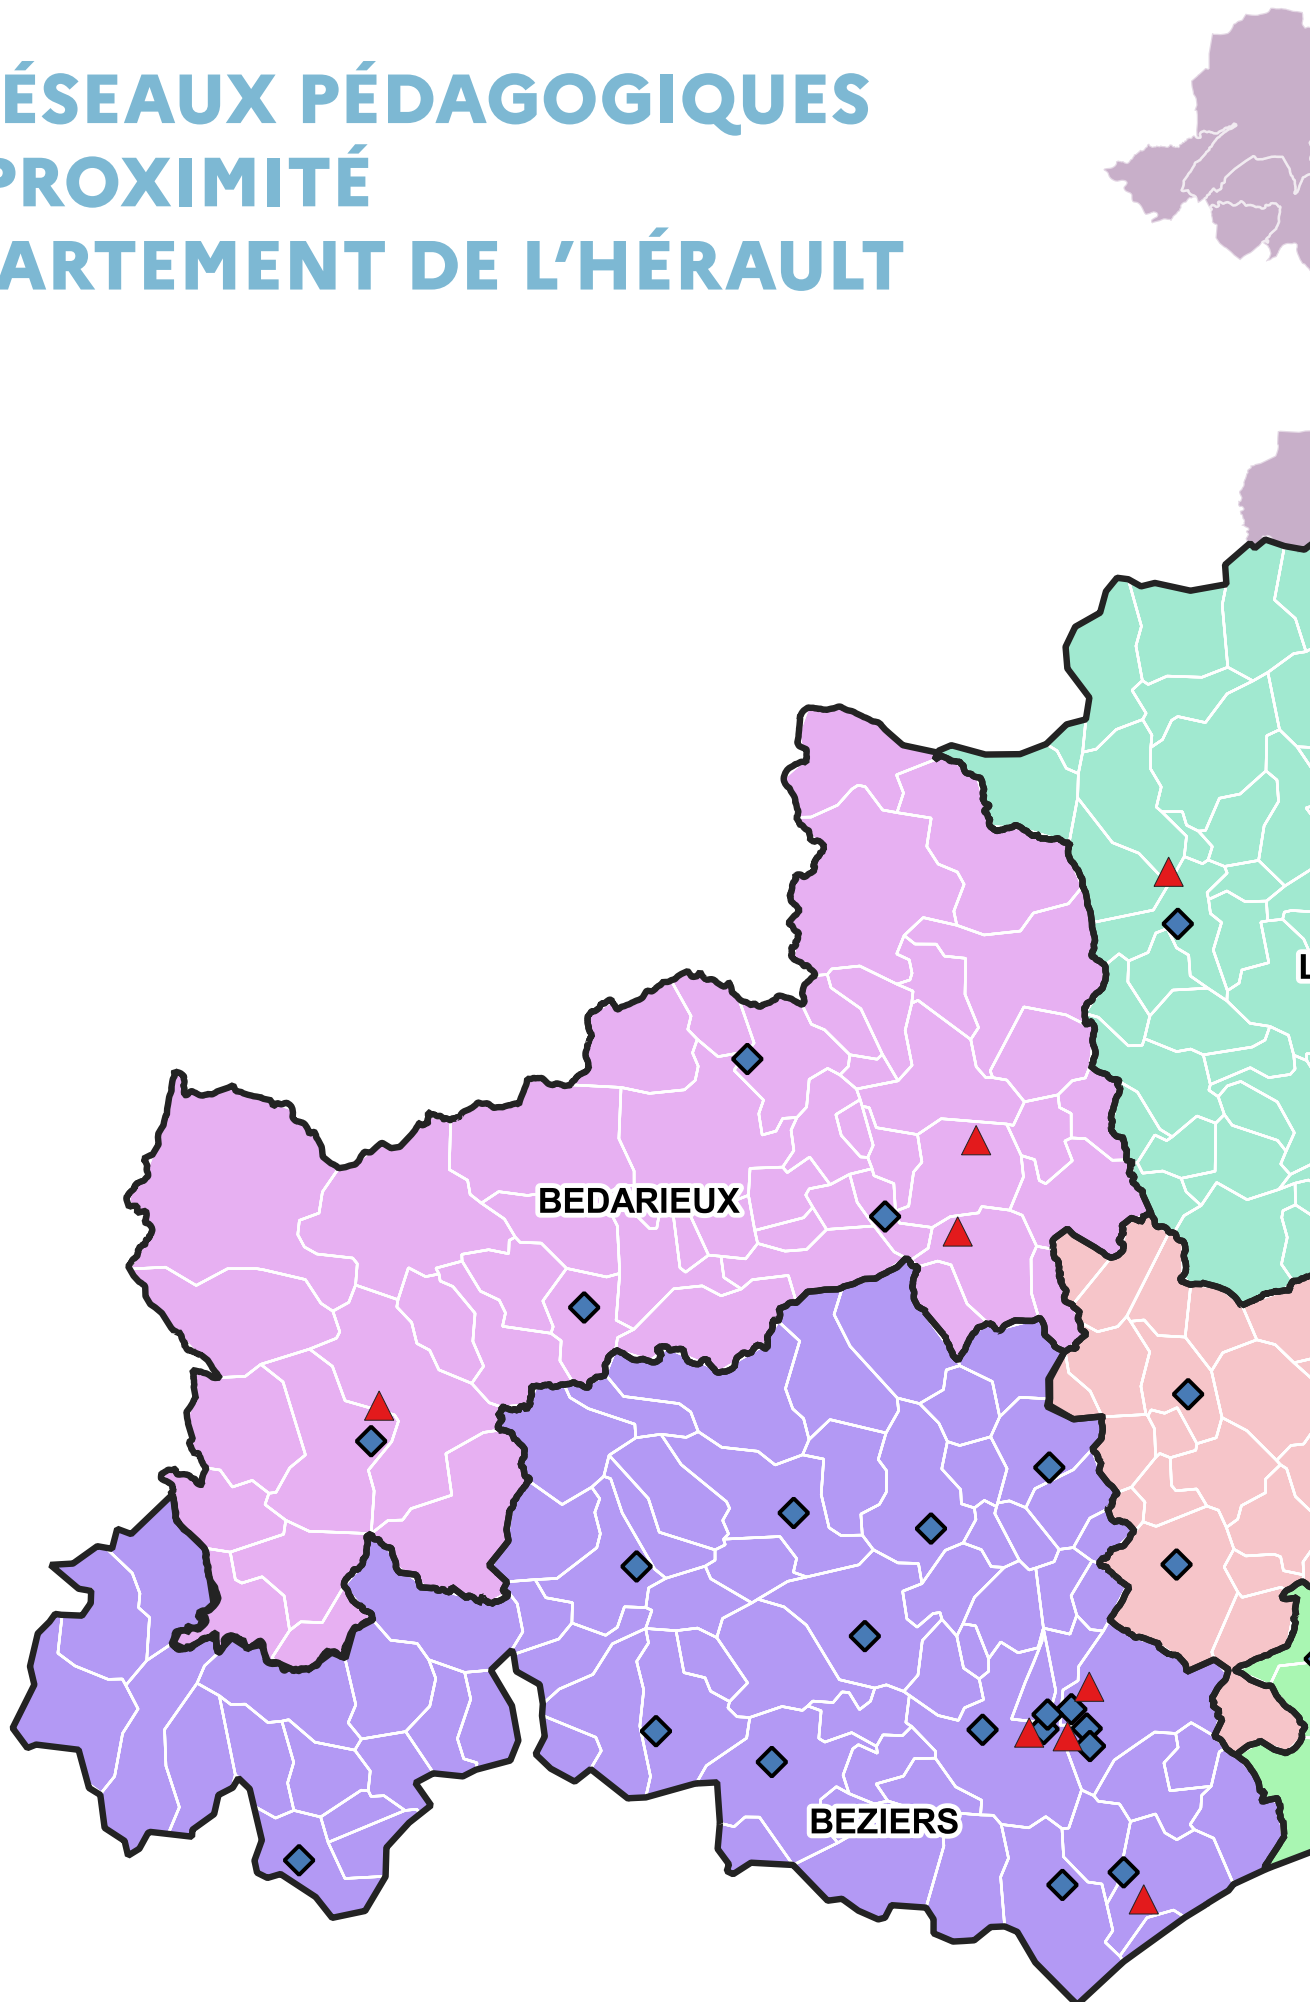 ÉSEAUX PÉDAGOGIQUES
PROXIMITÉ
ARTEMENT DE L'HÉRAULT
L
BEDARIEUX
BEZIERS